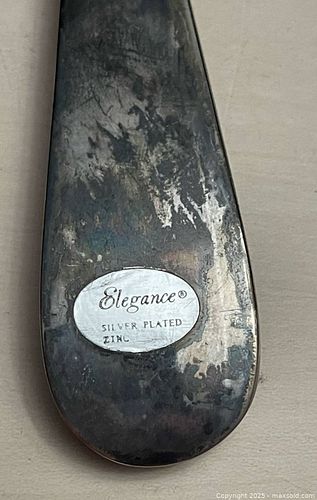 Elegance®
SILVER PLATED
ZINC
Copyright 2025 - maxsold.com